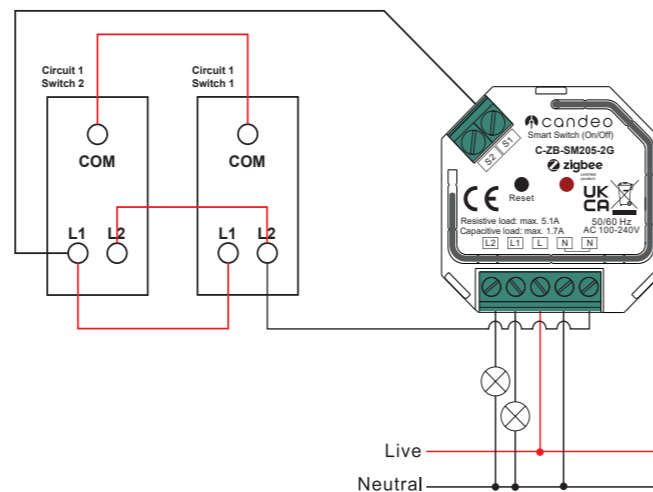 Circuit 1
Switch 2
Circuit 1
Switch 1
COM
COM
L1
L2
L1
L2
S2
S1
candeo
Smart Switch (On/Off)
C-ZB-SM205-2G
zigbee
certified
product
CE
Reset
UK
CA
Resistive load: max. 5.1A
Capacitive load: max. 1.7A
50/60 Hz
AC 100-240V
L2 L1 L N N
Live
Neutral